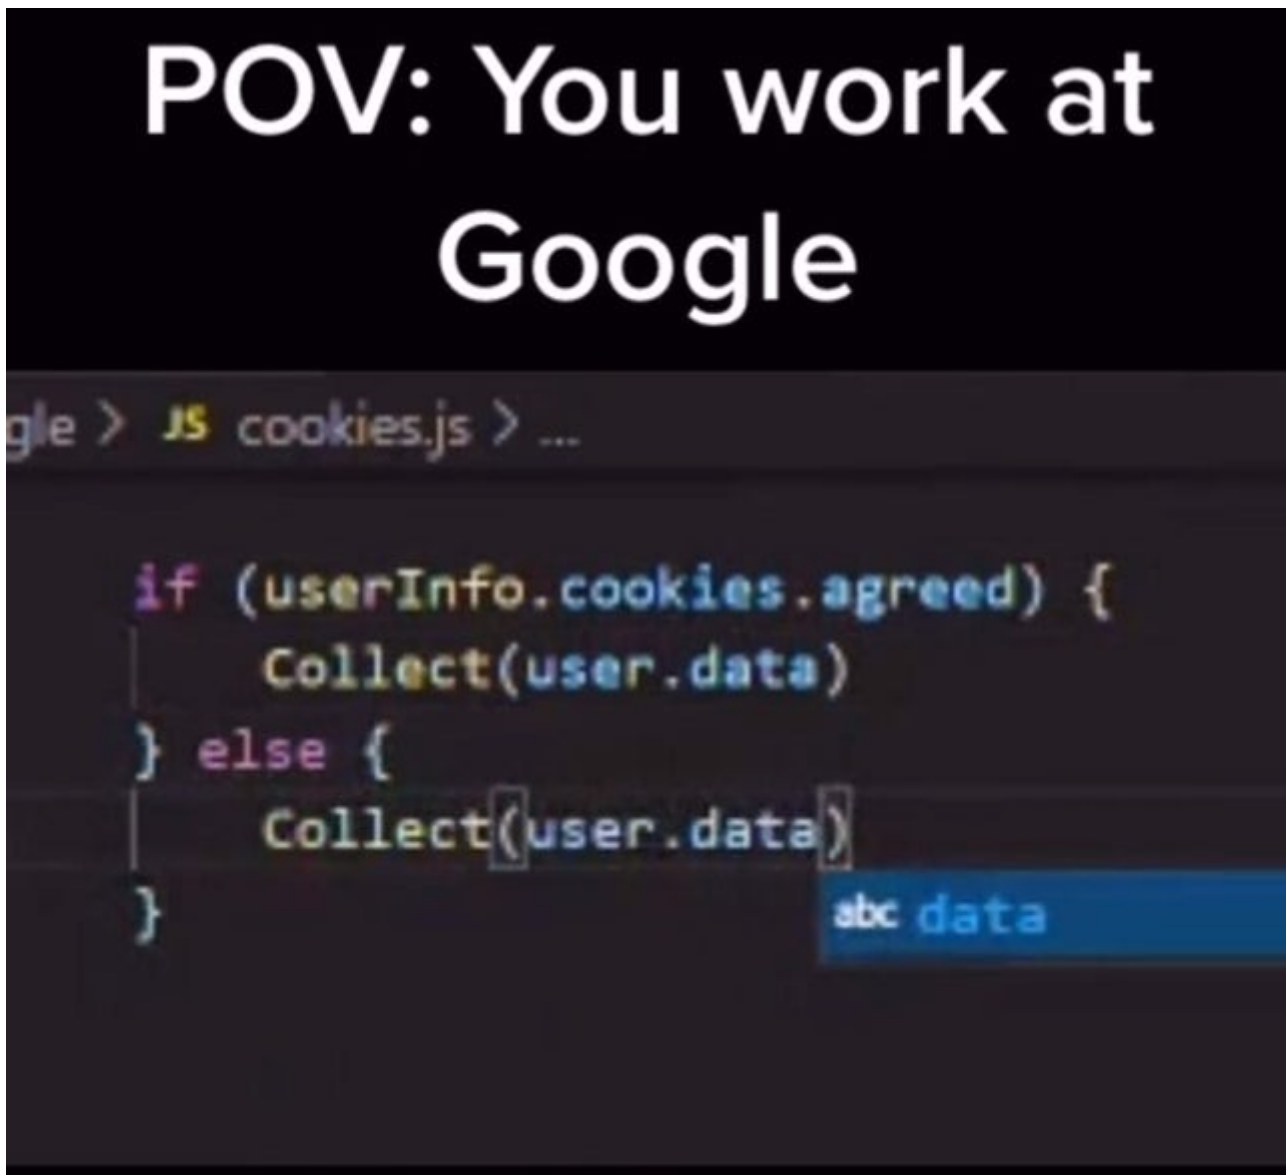 POV: You work at
Google
gle > JS cookies.js > ...
if (userInfo.cookies.agreed) {
Collect(user.data)
} else {
Collect(user.data)
}
abc data